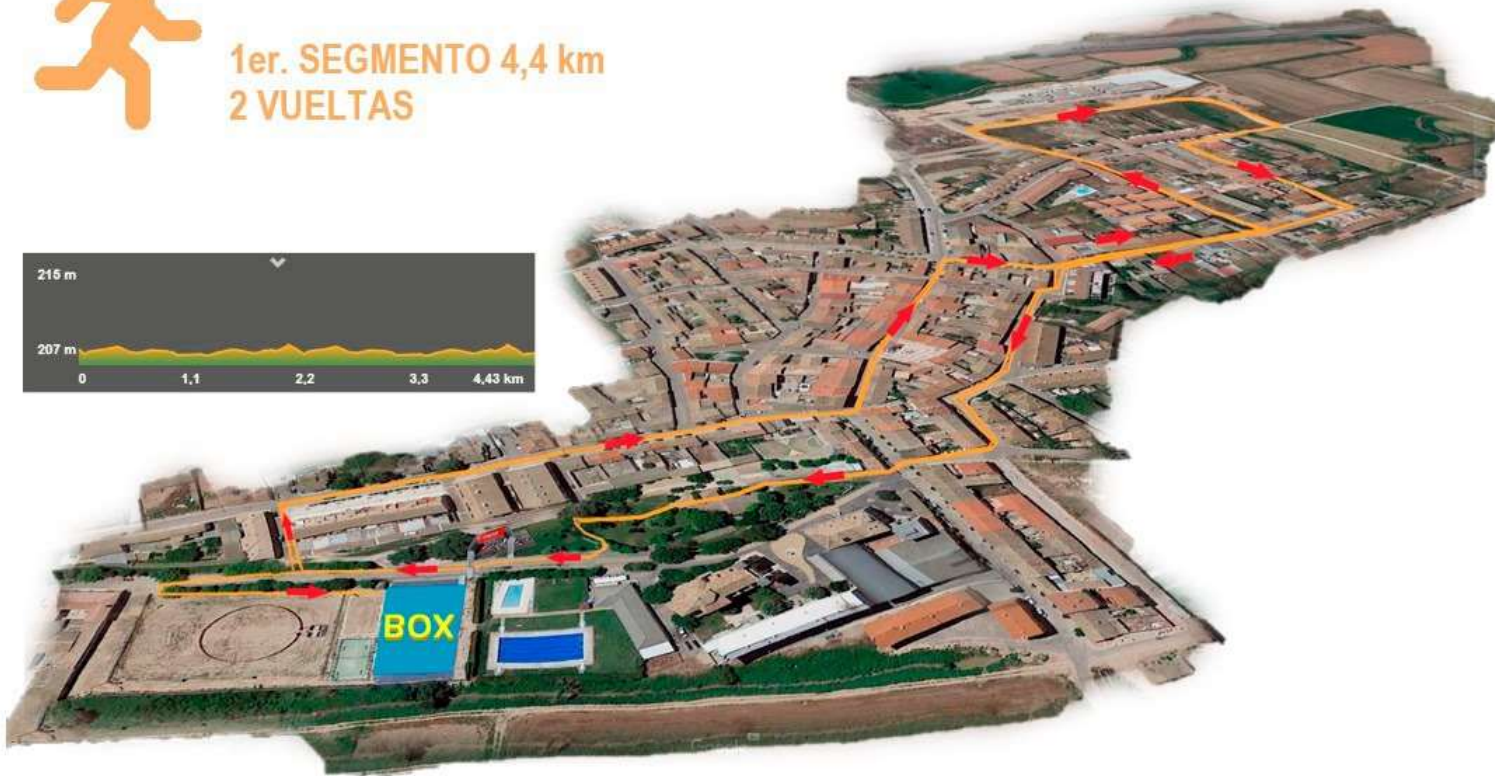 1er. SEGMENTO 4,4 km
2 VUELTAS
215 m
207 m
0 1,1 2,2 3,3 4,43 km
BOX